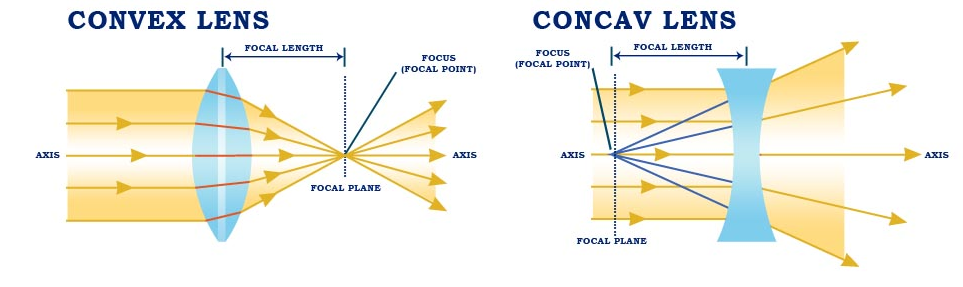 CONVEX LENS
FOCAL LENGTH
FOCUS
(FOCAL POINT)
AXIS
AXIS
FOCAL PLANE
CONCAV LENS
FOCAL LENGTH
FOCUS
(FOCAL POINT)
AXIS
AXIS
FOCAL PLANE